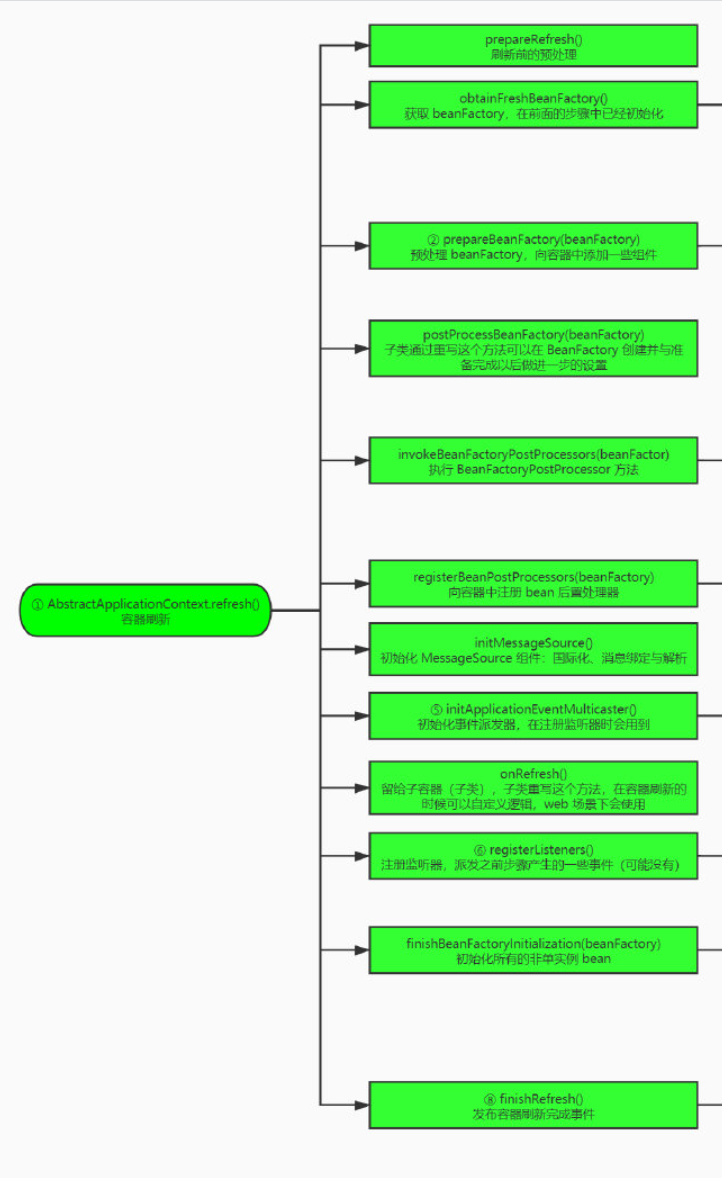 prepareRefresh()
刷新前的预处理
obtainFreshBeanFactory()
获取 beanFactory，在前面的步骤中已经初始化
② prepareBeanFactory(beanFactory)
预处理 beanFactory，向容器中添加一些组件
postProcessBeanFactory(beanFactory)
子类通过重写这个方法可以在 BeanFactory 创建并与准
备完成以后做进一步的设置
invokeBeanFactoryPostProcessors(beanFactor)
执行 BeanFactoryPostProcessor 方法
① AbstractApplicationContext.refresh()
容器刷新
registerBeanPostProcessors(beanFactory)
向容器中注册 bean 后置处理器
initMessageSource()
初始化 MessageSource 组件：国际化、消息绑定与解析
⑤ initApplicationEventMulticaster()
初始化事件派发器，在注册监听器时会用到
onRefresh()
留给子容器（子类），子类重写这个方法，在容器刷新的
时候可以自定义逻辑，web 场景下会使用
⑥ registerListeners()
注册监听器，派发之前步骤产生的一些事件（可能没有）
finishBeanFactoryInitialization(beanFactory)
初始化所有的非单实例 bean
⑧ finishRefresh()
发布容器刷新完成事件